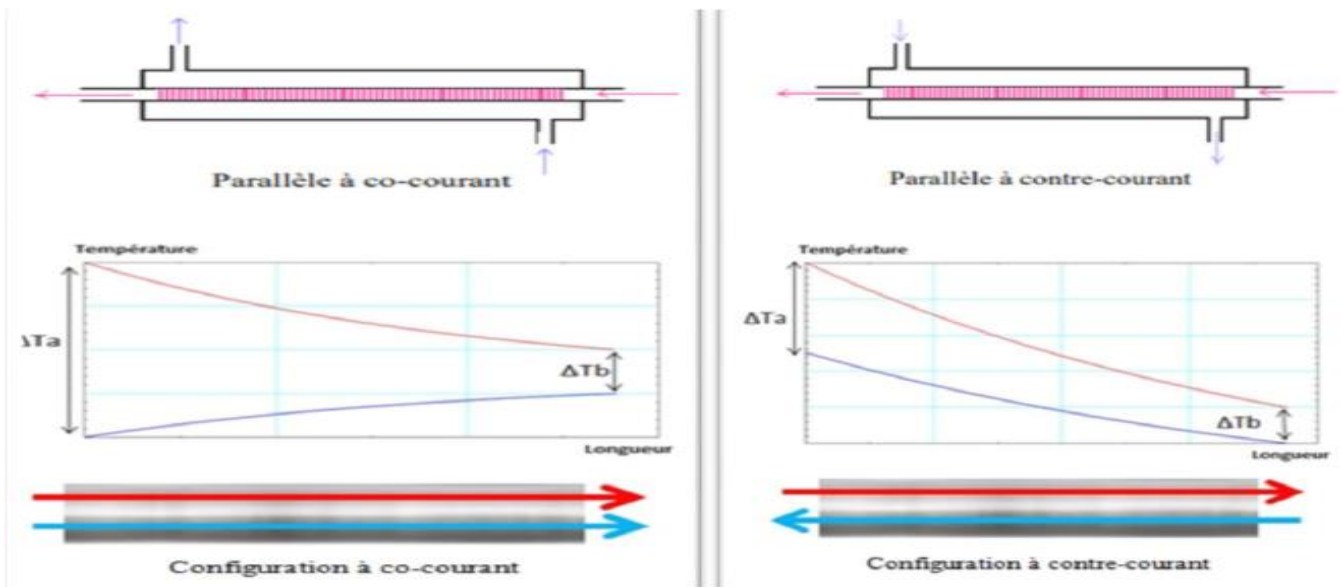 Parallèle à co-courant
Température
ΔTa
ΔTb
Longueur
Configuration à co-courant
Parallèle à contre-courant
Température
ΔTa
ΔTb
Longueur
Configuration à contre-courant